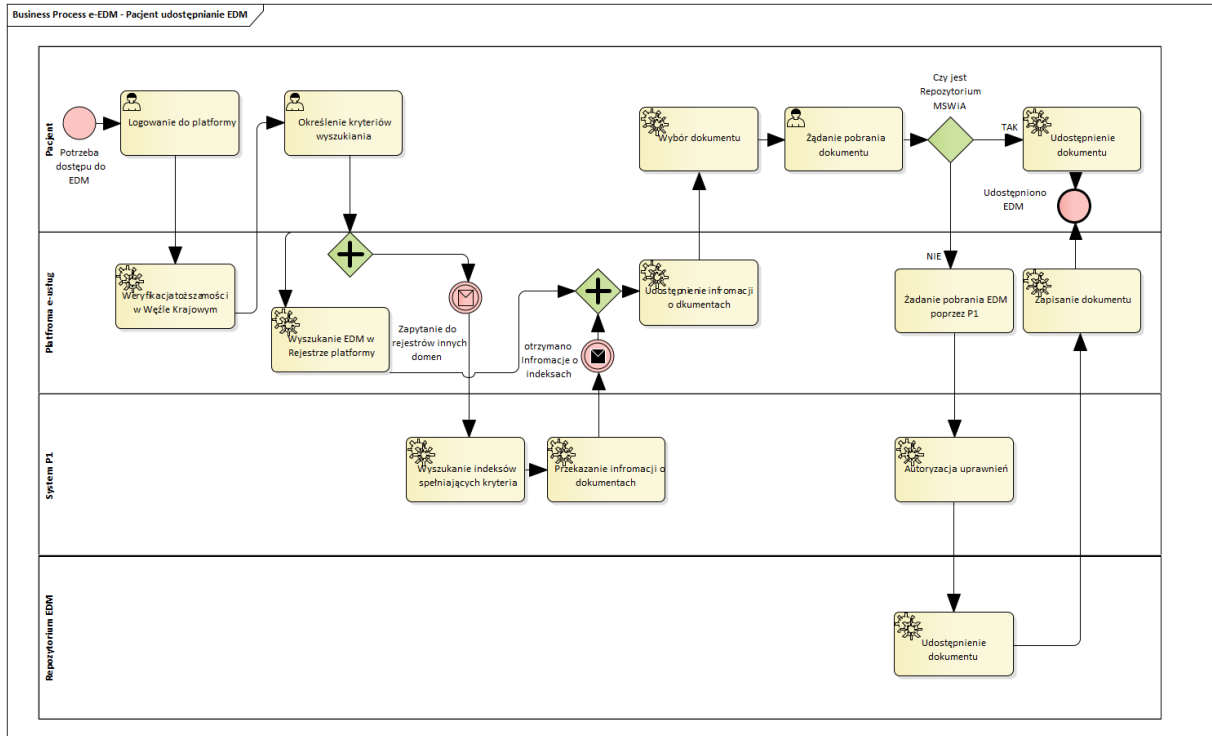 Business Process e-EDM - Pacjent udostępnianie EDM
Pacjent
Potrzeba
dostępu do
EDM
Logowanie do platformy
Określenie kryteriów
wyszukiania
Wybór dokumentu
Żądanie pobrania
dokumentu
Czy jest
Repozytorium
MSWiA
TAK
Udostępnienie
dokumentu
Udostępniono
EDM
NIE
Platfroma e-usług
Weryfikacja tożsamości
w Węźle Krajowym
Wyszukanie EDM w
Rejestrze platformy
Zapytanie do
rejestrów innych
domen
otrzymano
Infromacje o
indeksach
Udostępnienie infromacji
o dkumentach
Żadanie pobrania EDM
poprzez P1
Zapisanie dokumentu
System P1
Wyszukanie indeksów
spełniających kryteria
Przekazanie infromacji o
dokumentach
Autoryzacja uprawnień
Repozytorium EDM
Udostępnienie
dokumentu